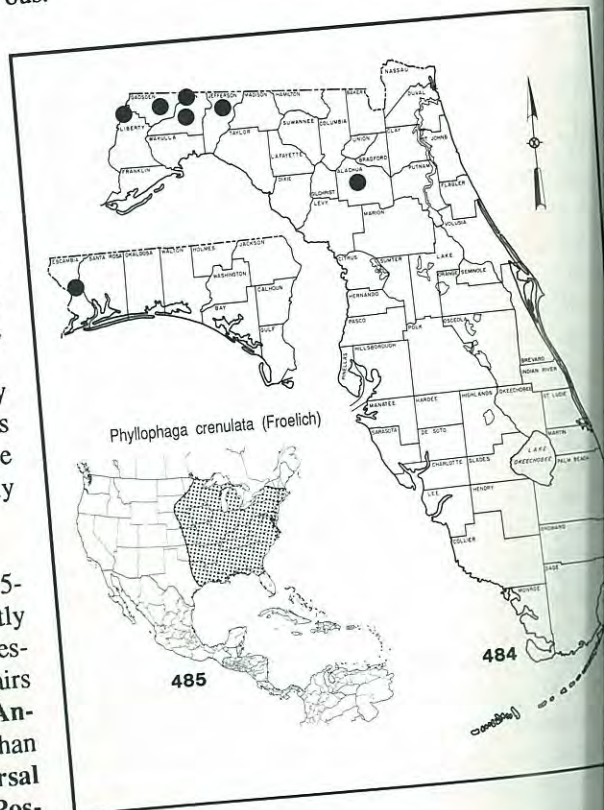 ous.
y
s
e
y
5-
tly
es-
airs
An-
han
rsal
Pos-
NASSAU
DUVAL
GADSDEN
JEFFERSON
MADISON
HAMILTON
BAKER
LIBERTY
WAKULLA
TAYLOR
SUWANNEE
COLUMBIA
UNION
CLAY
ST JOHNS
BRADFORD
LAFAYETTE
FRANKLIN
DIXIE
GILCHRIST
ALACHUA
PUTNAM
FLAGLER
LEVY
MARION
VOLUSIA
ESCAMBIA
SANTA ROSA
OKALOOSA
WALTON
HOLMES
JACKSON
WASHINGTON
BAY
CALHOUN
GULF
CITRUS
SUMTER
LAKE
ORANGE
SEMINOLE
HERNANDO
PASCO
POLK
OSCEOLA
HILLSBOROUGH
PINELLAS
BREVARD
INDIAN RIVER
MANATEE
HARDEE
HIGHLANDS
OKEECHOBEE
ST LUCIE
SARASOTA
DE SOTO
MARTIN
CHARLOTTE
GLADES
LAKE
OKEECHOBEE
PALM BEACH
LEE
HENDRY
COLLIER
BROWARD
DADE
MONROE
Phyllophaga crenulata (Froelich)
484
485